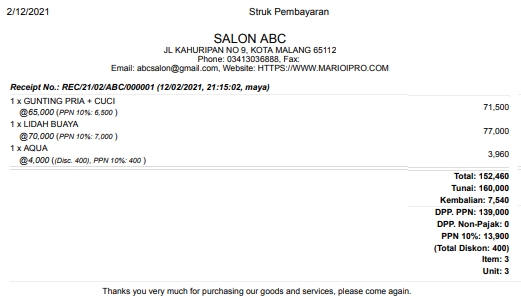 2/12/2021 Struk Pembayaran
SALON ABC
JL KAHURIPAN NO 9, KOTA MALANG 65112
Phone: 03413036888, Fax:
Email: abcsalon@gmail.com, Website: HTTPS://WWW.MARIOIPRO.COM
Receipt No.: REC/21/02/ABC/000001 (12/02/2021, 21:15:02, maya)
1 x GUNTING PRIA + CUCI
@65,000 (PPN 10%: 6,500 ) 71,500
1 x LIDAH BUAYA
@70,000 (PPN 10%: 7,000 ) 77,000
1 x AQUA
@4,000 ((Disc. 400), PPN 10%: 400 ) 3,960
Total: 152,460
Tunai: 160,000
Kembalian: 7,540
DPP. PPN: 139,000
DPP. Non-Pajak: 0
PPN 10%: 13,900
(Total Diskon: 400)
Item: 3
Unit: 3
Thanks you very much for purchasing our goods and services, please come again.